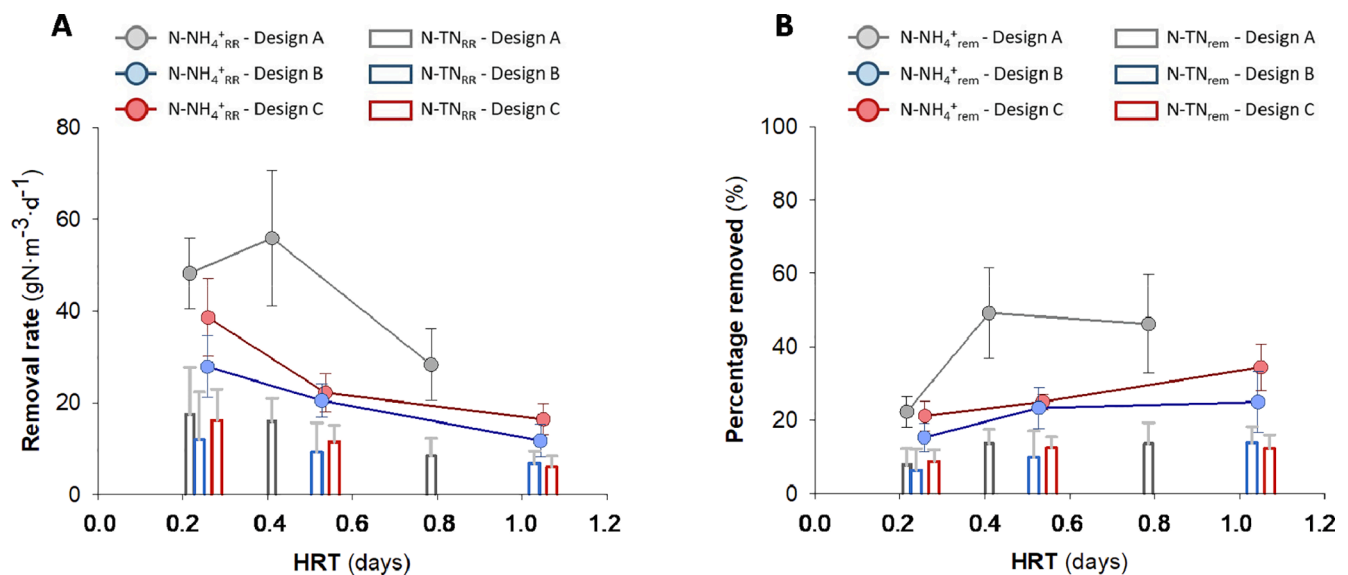 A
N-NH₄⁺RR - Design A
N-TNRR - Design A
N-NH₄⁺RR - Design B
N-TNRR - Design B
N-NH₄⁺RR - Design C
N-TNRR - Design C
Removal rate (gN·m⁻³·d⁻¹)
80
60
40
20
0
0.0 0.2 0.4 0.6 0.8 1.0 1.2
HRT (days)
B
N-NH₄⁺rem - Design A
N-TNrem - Design A
N-NH₄⁺rem - Design B
N-TNrem - Design B
N-NH₄⁺rem - Design C
N-TNrem - Design C
Percentage removed (%)
100
80
60
40
20
0
0.0 0.2 0.4 0.6 0.8 1.0 1.2
HRT (days)